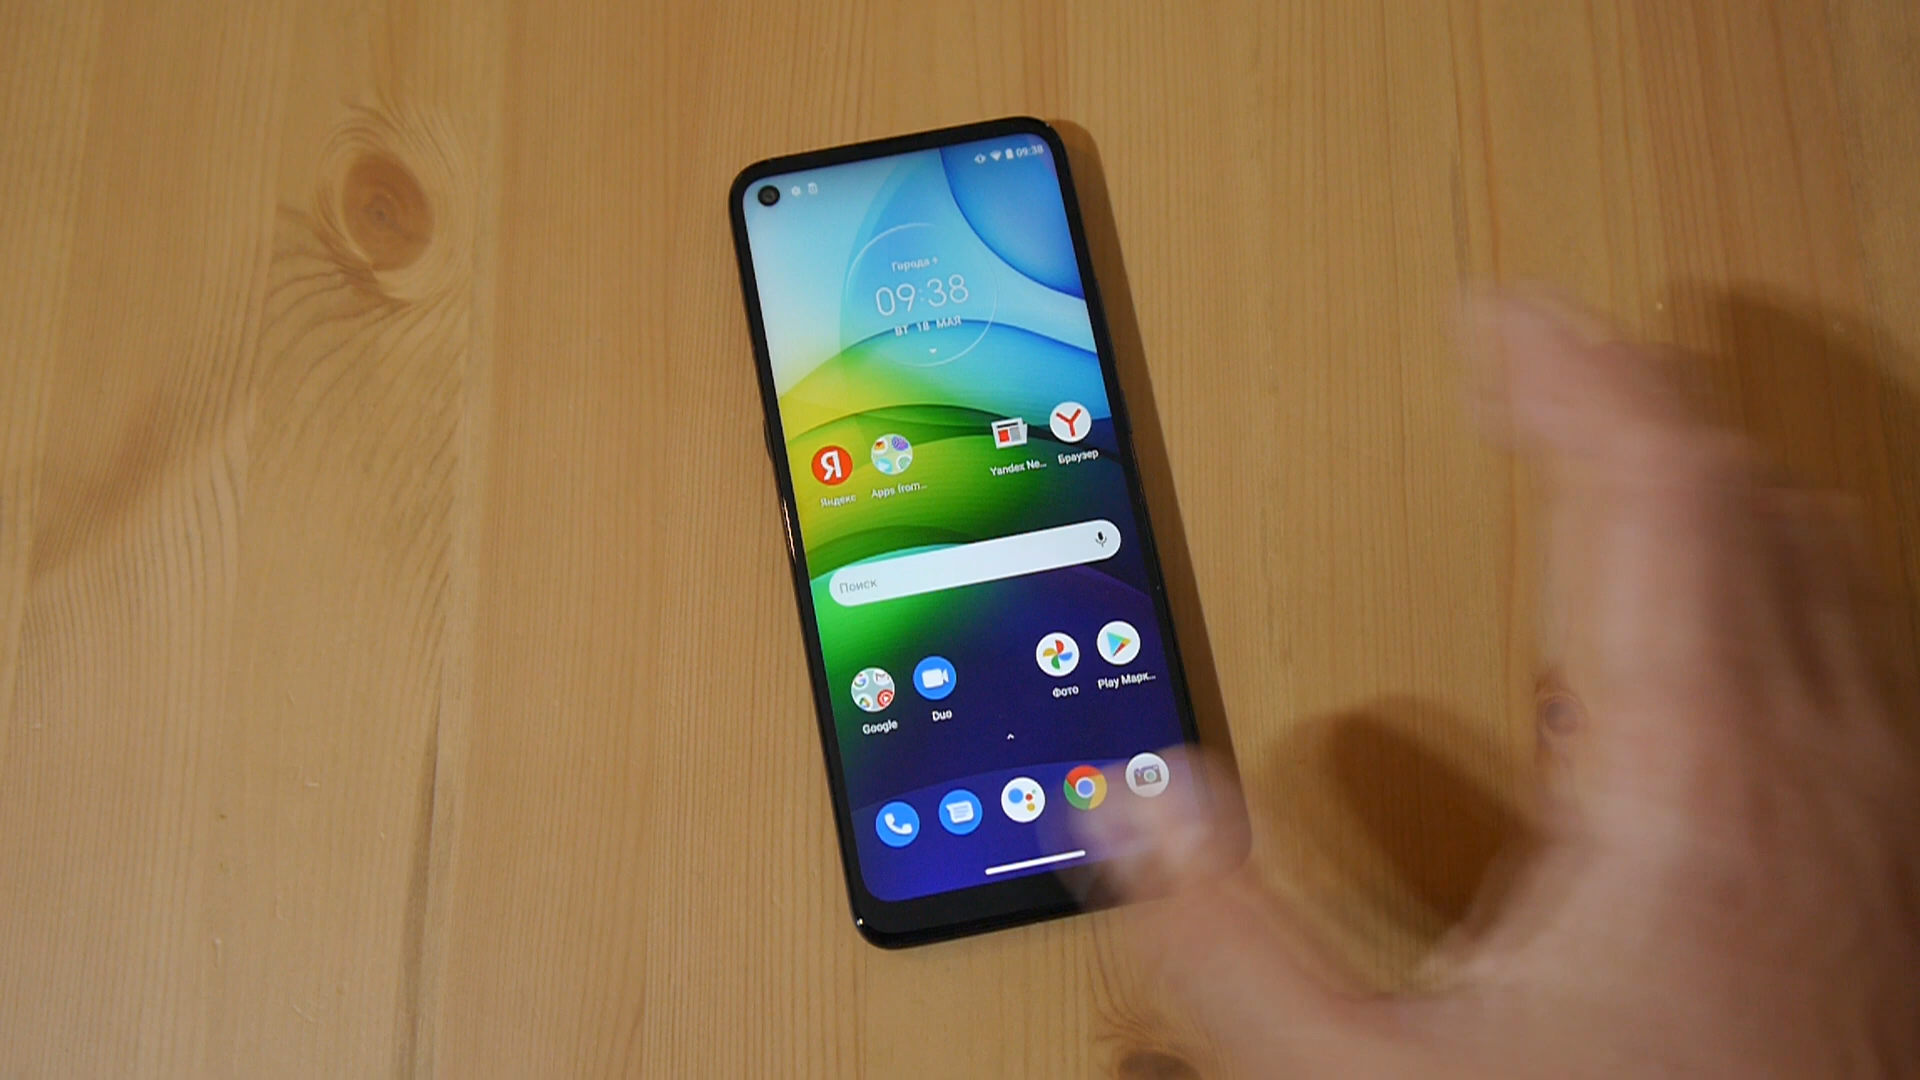 09:38
Города +
09:38
ВТ 18 МАЯ
Я
Яндекс
Apps (from...
Yandex Ne...
Браузер
Поиск
Google
Duo
Фото
Play Марк...